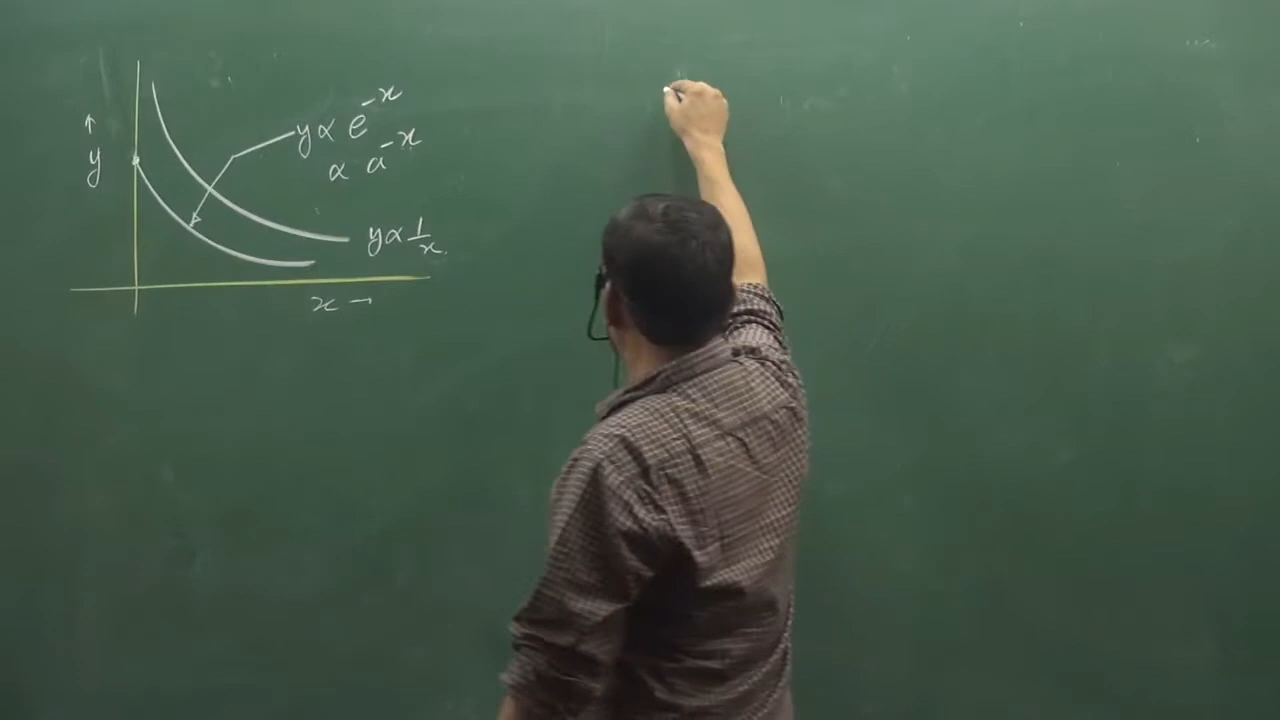 ↑
y
y ∝ e^{-x}
∝ a^{-x}
y ∝ 1/x.
x →